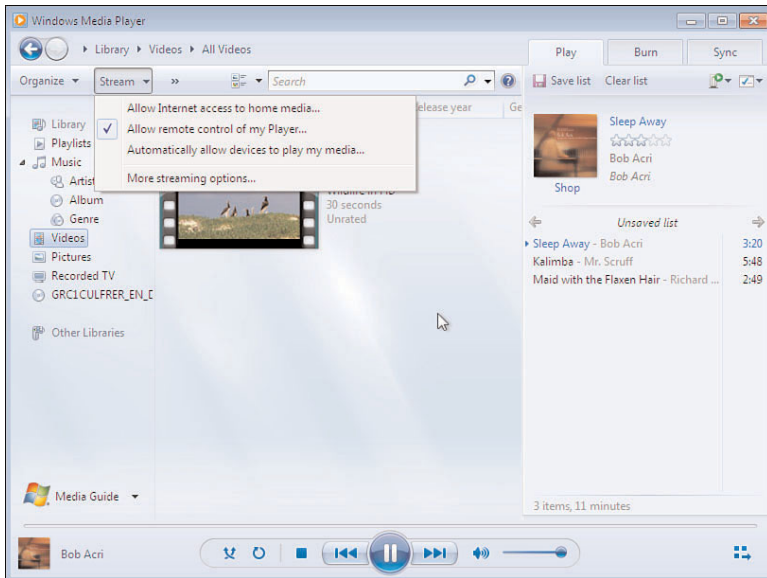 Windows Media Player
Library Videos All Videos
Play Burn Sync
Organize Stream » Search
Save list Clear list
Allow Internet access to home media...
Allow remote control of my Player...
Automatically allow devices to play my media...
More streaming options...
elease year Ge
Library
Playlists
Music
Artist
Album
Genre
Videos
Pictures
Recorded TV
GRC1CULFRER_EN_D
Other Libraries
Wildlife in HD
30 seconds
Unrated
Sleep Away
Bob Acri
Bob Acri
Shop
Unsaved list
Sleep Away - Bob Acri 3:20
Kalimba - Mr. Scruff 5:48
Maid with the Flaxen Hair - Richard ... 2:49
Media Guide
3 items, 11 minutes
Bob Acri